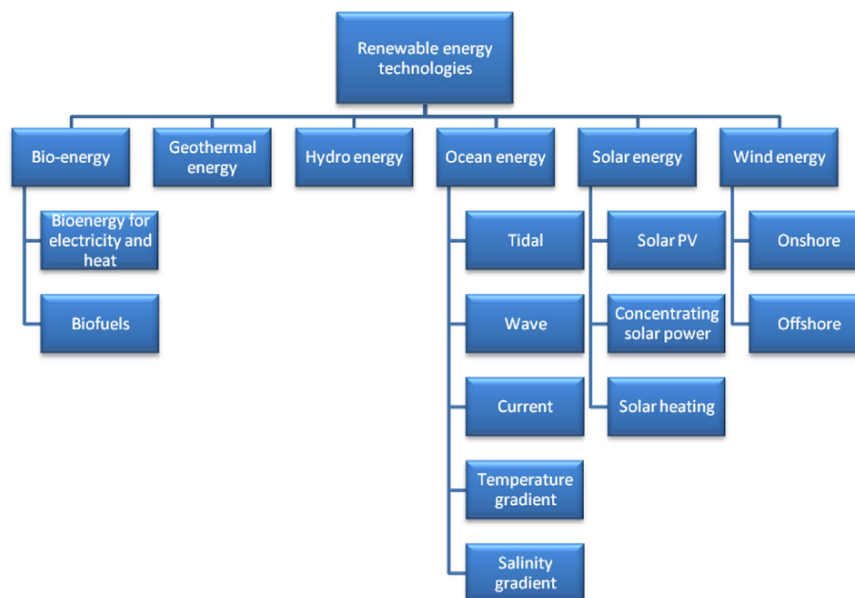 Renewable energy
technologies
Bio-energy
Geothermal
energy
Hydro energy
Ocean energy
Solar energy
Wind energy
Bioenergy for
electricity and
heat
Biofuels
Tidal
Wave
Current
Temperature
gradient
Salinity
gradient
Solar PV
Concentrating
solar power
Solar heating
Onshore
Offshore